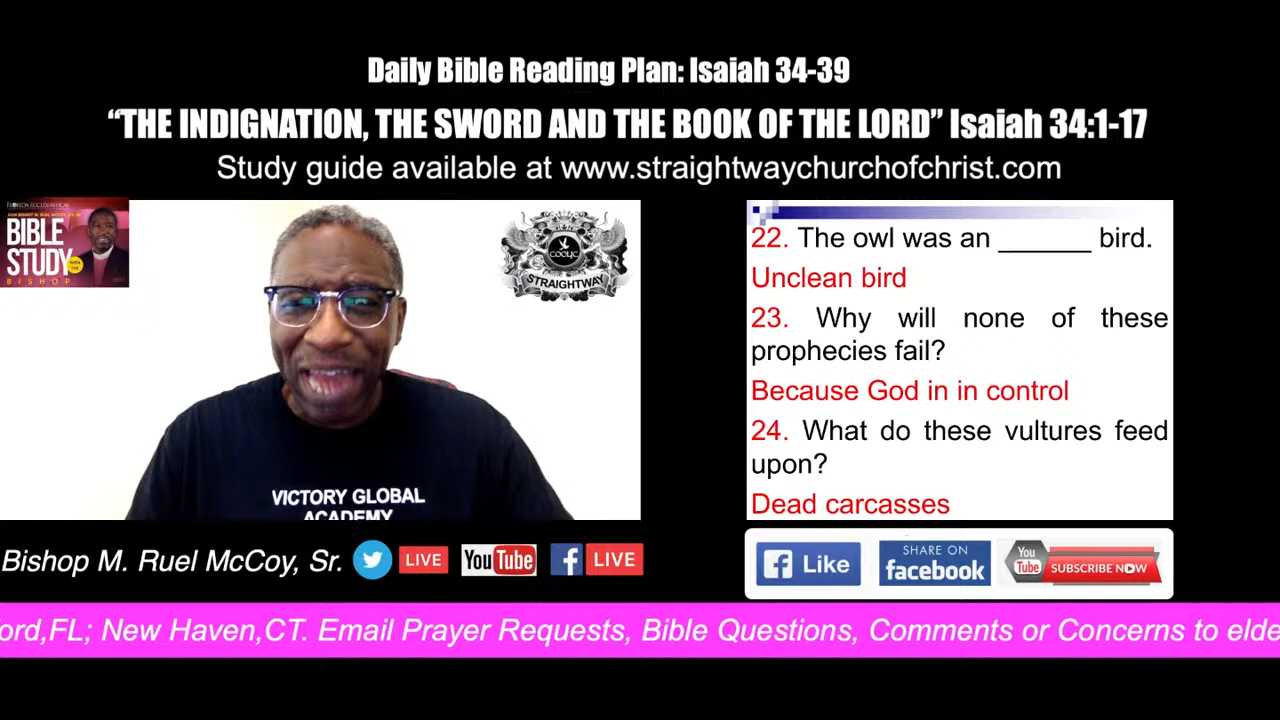 Daily Bible Reading Plan: Isaiah 34-39
“THE INDIGNATION, THE SWORD AND THE BOOK OF THE LORD” Isaiah 34:1-17
Study guide available at www.straightwaychurchofchrist.com
BIBLE
STUDY
BISHOP
COOYC
STRAIGHTWAY
VICTORY GLOBAL
ACADEMY
22. The owl was an _______ bird.
Unclean bird
23. Why will none of these
prophecies fail?
Because God in in control
24. What do these vultures feed
upon?
Dead carcasses
Bishop M. Ruel McCoy, Sr.
LIVE
YouTube
LIVE
Like
SHARE ON
facebook
You
Tube
SUBSCRIBE NOW
ord,FL; New Haven,CT. Email Prayer Requests, Bible Questions, Comments or Concerns to elde